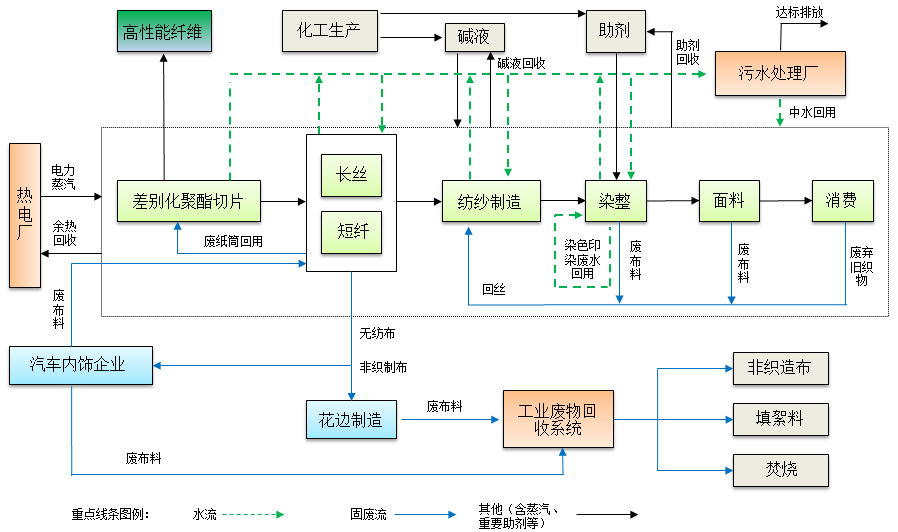 高性能纤维
化工生产
碱液
助剂
达标排放
助剂
回收
污水处理厂
碱液回收
中水回用
热
电
厂
电力
蒸汽
余热
回收
差别化聚酯切片
长丝
短纤
纺纱制造
染整
面料
消费
废纸筒回用
染色印
染废水
回用
废
布
料
废
布
料
废弃
旧织
物
回丝
废
布
料
无纺布
非织制布
汽车内饰企业
花边制造
废布料
工业废物回
收系统
非织造布
填絮料
焚烧
废布料
重点线条图例：
水流
固废流
其他（含蒸汽、
重要助剂等）